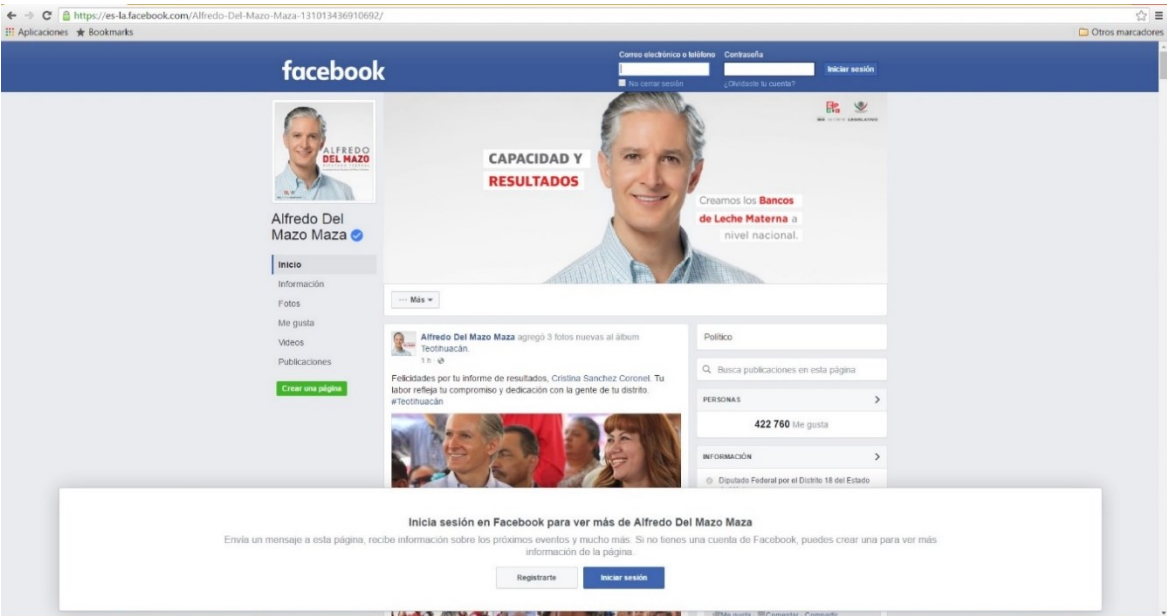 https://es-la.facebook.com/Alfredo-Del-Mazo-Maza-131013436910692/
Aplicaciones
Bookmarks
Otros marcadores
facebook
Correo electrónico o teléfono
Contraseña
Iniciar sesión
No cerrar sesión
¿Olvidaste tu cuenta?
ALFREDO
DEL MAZO
CAPACIDAD Y
RESULTADOS
Creamos los Bancos
de Leche Materna a
nivel nacional.
Alfredo Del
Mazo Maza
Inicio
Información
Fotos
Me gusta
Videos
Publicaciones
Crear una página
··· Más
Alfredo Del Mazo Maza agregó 3 fotos nuevas al álbum
Teotihuacán.
1 h ·
Felicidades por tu informe de resultados, Cristina Sanchez Coronel. Tu
labor refleja tu compromiso y dedicación con la gente de tu distrito.
#Teotihuacán
Político
Busca publicaciones en esta página
PERSONAS
422 760 Me gusta
INFORMACIÓN
Diputado Federal por el Distrito 18 del Estado
Inicia sesión en Facebook para ver más de Alfredo Del Mazo Maza
Envía un mensaje a esta página, recibe información sobre los próximos eventos y mucho más. Si no tienes una cuenta de Facebook, puedes crear una para ver más
información de la página.
Registrarte
Iniciar sesión
Me gusta Comentar Compartir